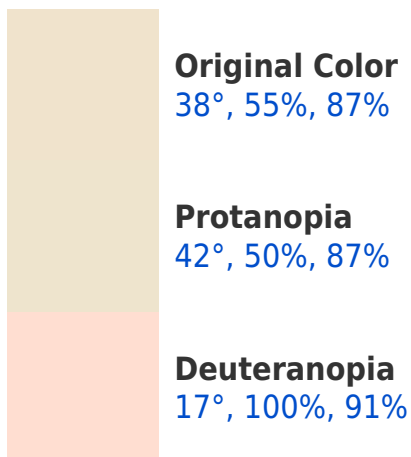 Original Color
38°, 55%, 87%
Protanopia
42°, 50%, 87%
Deuteranopia
17°, 100%, 91%